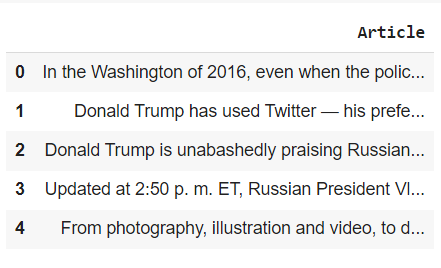 Article
0 In the Washington of 2016, even when the polic...
1 Donald Trump has used Twitter — his prefe...
2 Donald Trump is unabashedly praising Russian...
3 Updated at 2:50 p. m. ET, Russian President Vl...
4 From photography, illustration and video, to d...